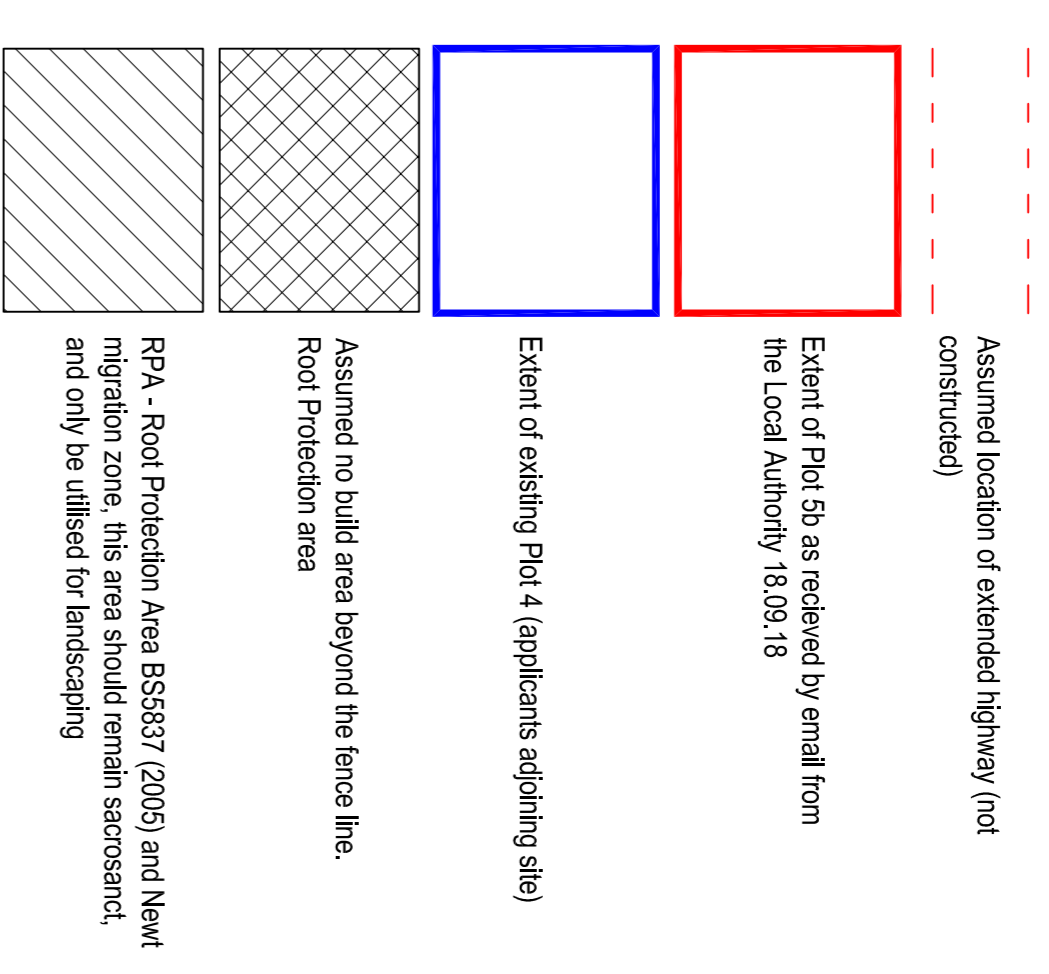 Assumed location of extended highway (not
constructed)
Extent of Plot 5b as recieved by email from
the Local Authority 18.09.18
Extent of existing Plot 4 (applicants adjoining site)
Assumed no build area beyond the fence line.
Root Protection area
RPA - Root Protection Area BS5837 (2005) and Newt
migration zone, this area should remain sacrosanct,
and only be utilised for landscaping